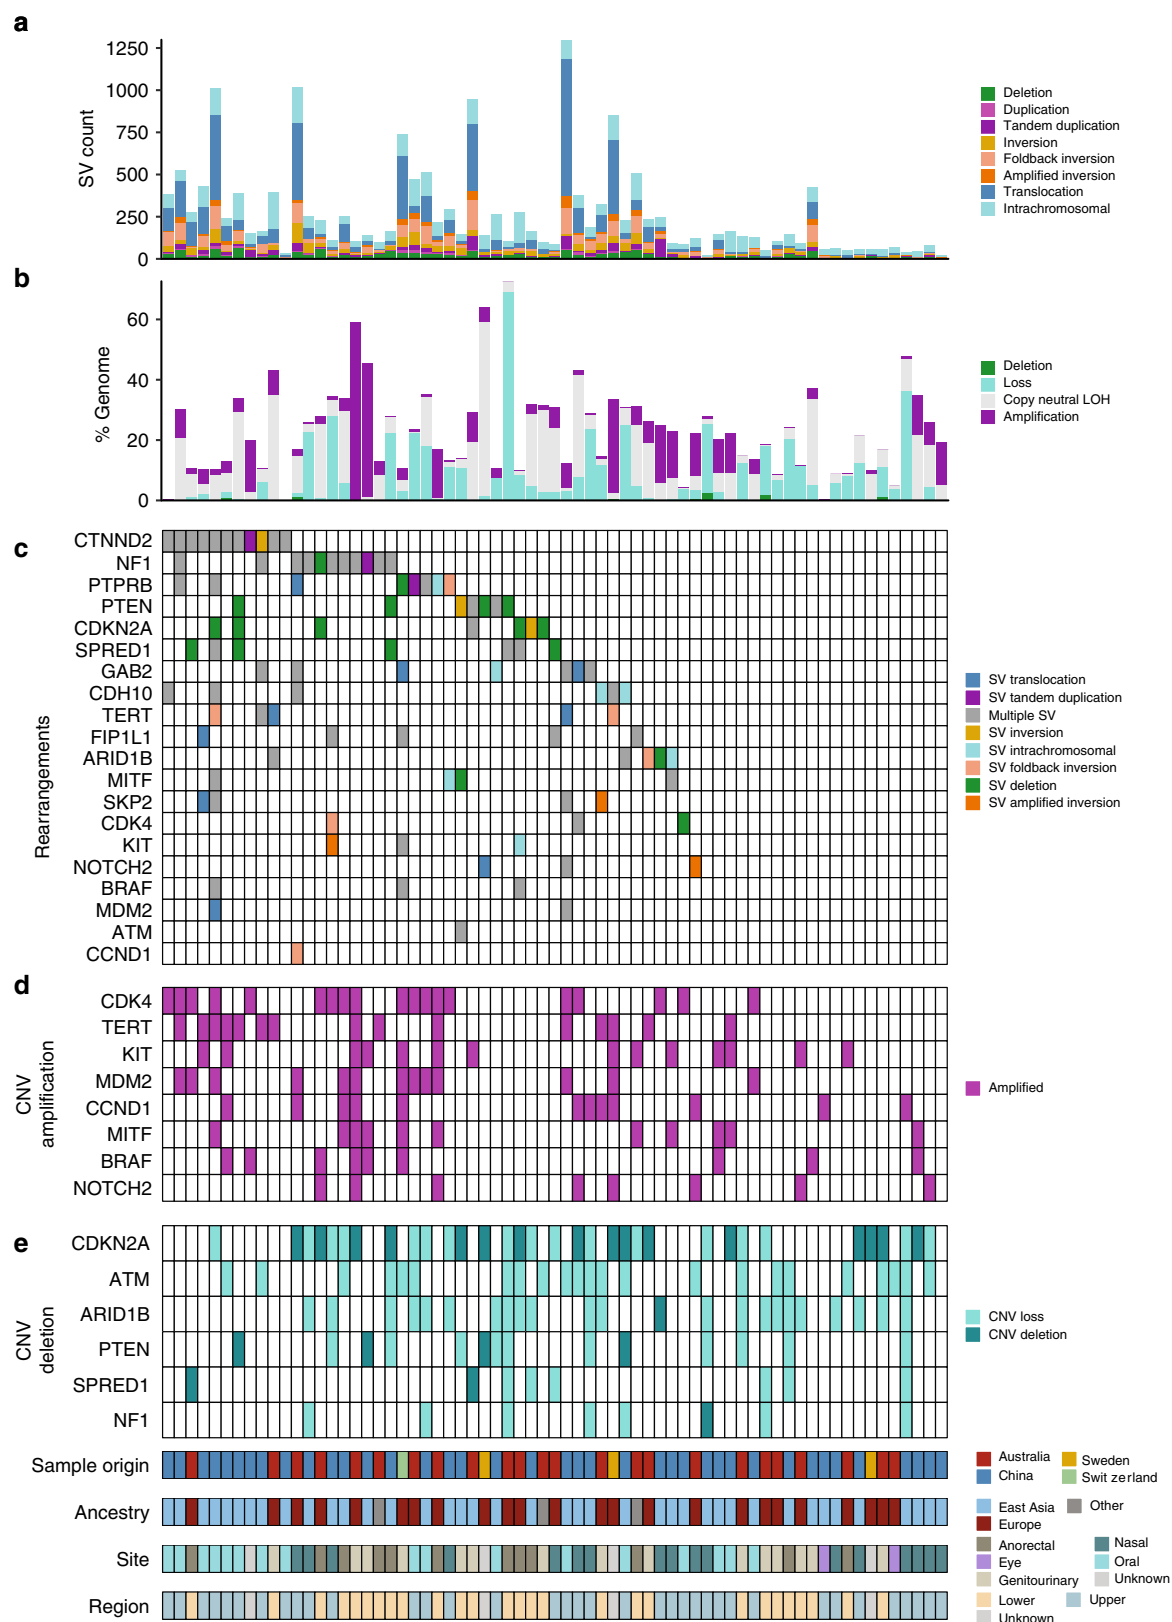 a
SV count
1250
1000
750
500
250
0
Deletion
Duplication
Tandem duplication
Inversion
Foldback inversion
Amplified inversion
Translocation
Intrachromosomal
b
% Genome
60
40
20
0
Deletion
Loss
Copy neutral LOH
Amplification
c
Rearrangements
CTNND2
NF1
PTPRB
PTEN
CDKN2A
SPRED1
GAB2
CDH10
TERT
FIP1L1
ARID1B
MITF
SKP2
CDK4
KIT
NOTCH2
BRAF
MDM2
ATM
CCND1
SV translocation
SV tandem duplication
Multiple SV
SV inversion
SV intrachromosomal
SV foldback inversion
SV deletion
SV amplified inversion
d
CNV
amplification
CDK4
TERT
KIT
MDM2
CCND1
MITF
BRAF
NOTCH2
Amplified
e
CNV
deletion
CDKN2A
ATM
ARID1B
PTEN
SPRED1
NF1
CNV loss
CNV deletion
Sample origin
Australia
China
Sweden
Swit zerland
Ancestry
East Asia
Europe
Other
Site
Anorectal
Eye
Genitourinary
Nasal
Oral
Unknown
Region
Lower
Unknown
Upper